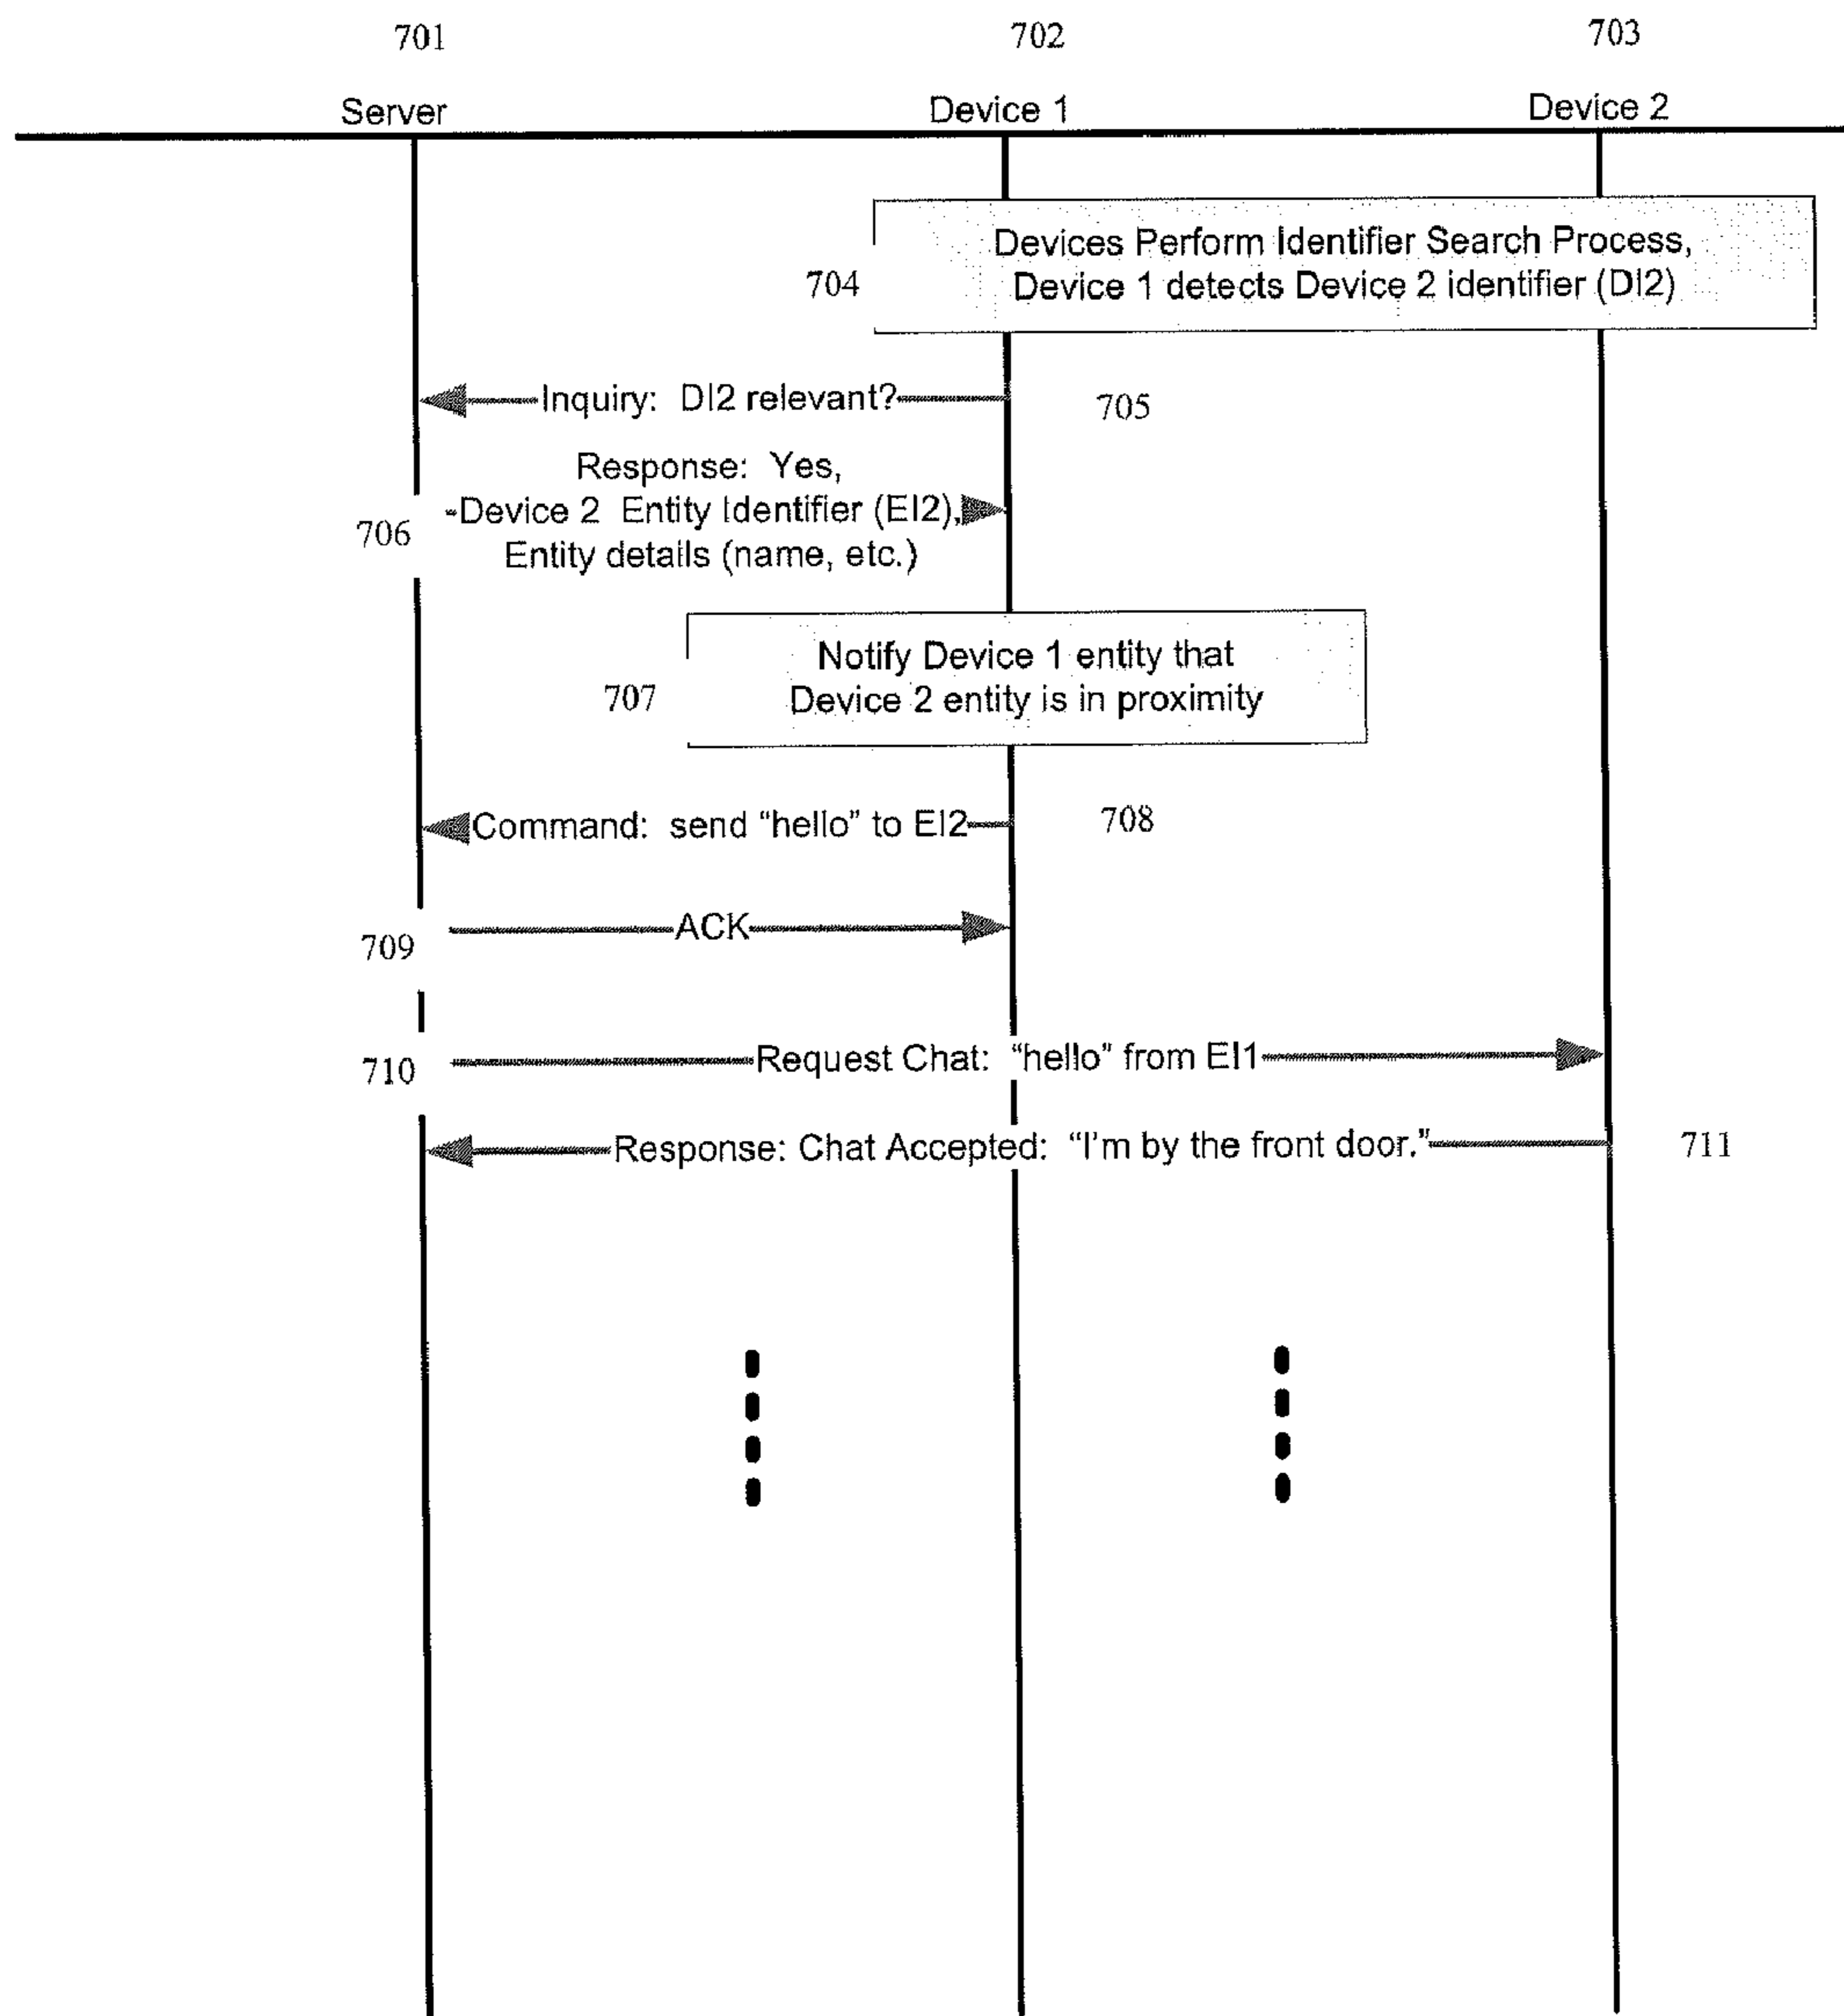 701
702
703
Server
Device 1
Device 2
Devices Perform Identifier Search Process,
704
Device 1 detects Device 2 identifier (DI2)
Inquiry: DI2 relevant?
705
Response: Yes,
Device 2 Entity Identifier (EI2),
706
Entity details (name, etc.)
Notify Device 1 entity that
707
Device 2 entity is in proximity
Command: send “hello” to EI2
708
ACK
709
Request Chat: “hello” from EI1
710
Response: Chat Accepted: “I'm by the front door.”
711